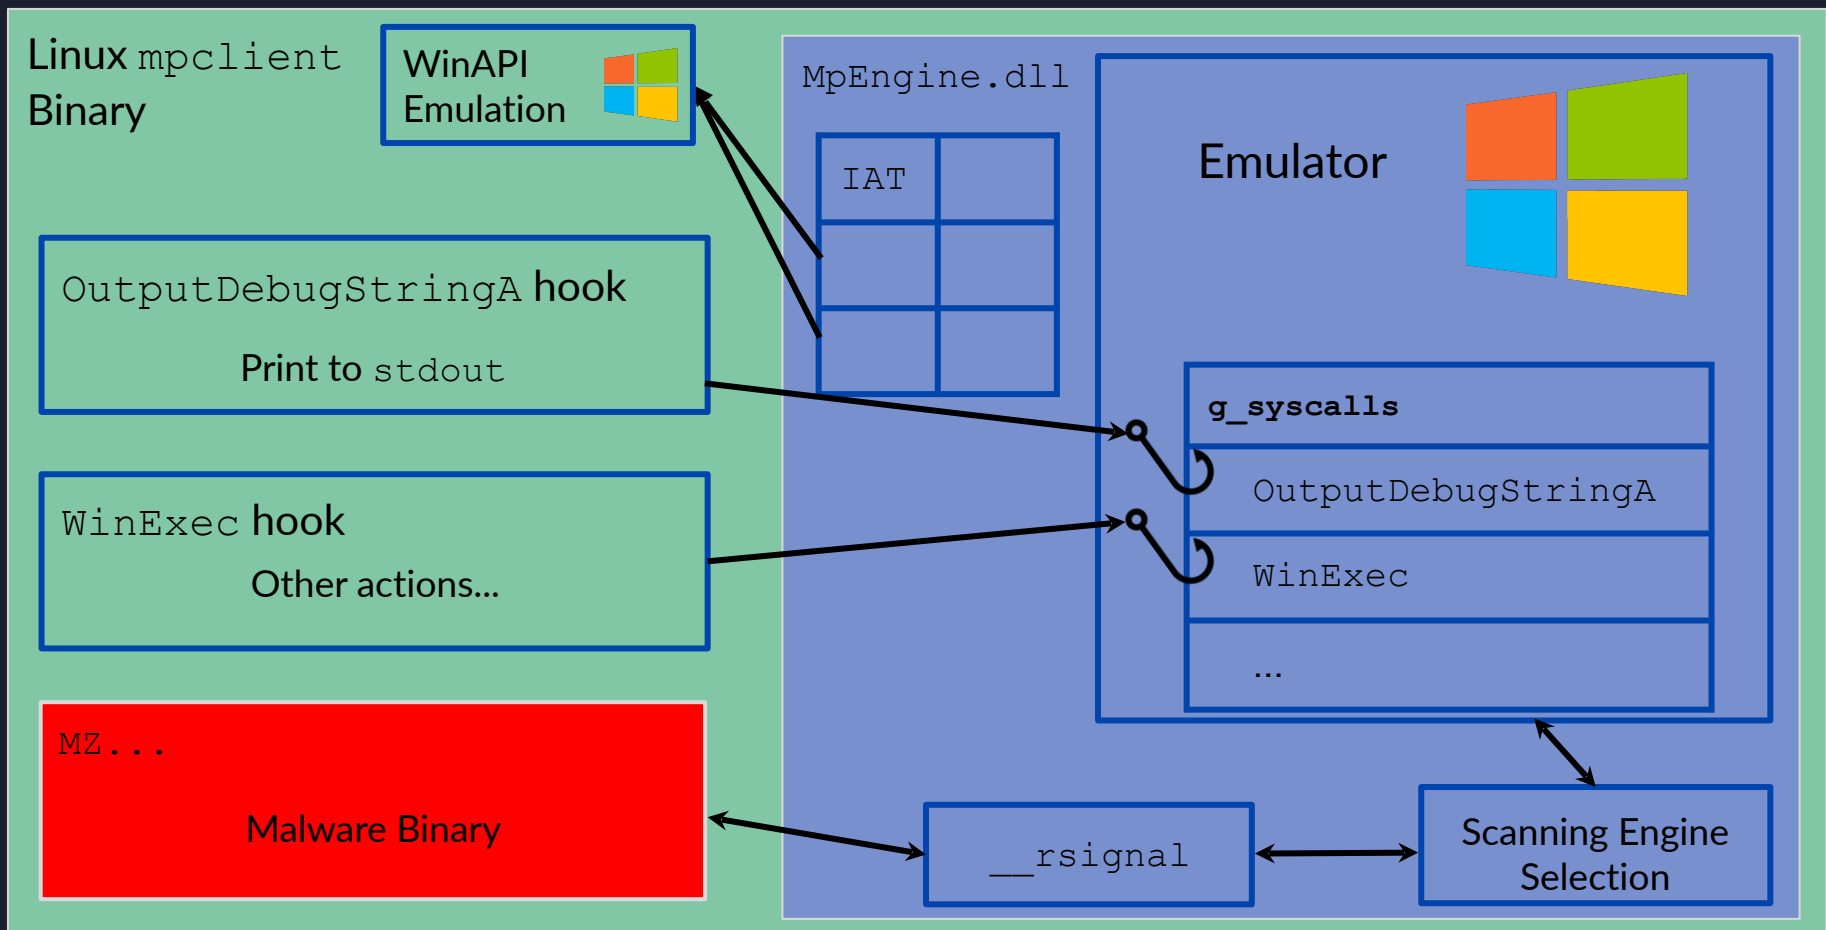 Linux mpclient
Binary
WinAPI
Emulation
OutputDebugStringA hook
Print to stdout
WinExec hook
Other actions...
MZ...
Malware Binary
MpEngine.dll
IAT
Emulator
g_syscalls
OutputDebugStringA
WinExec
...
__rsignal
Scanning Engine
Selection